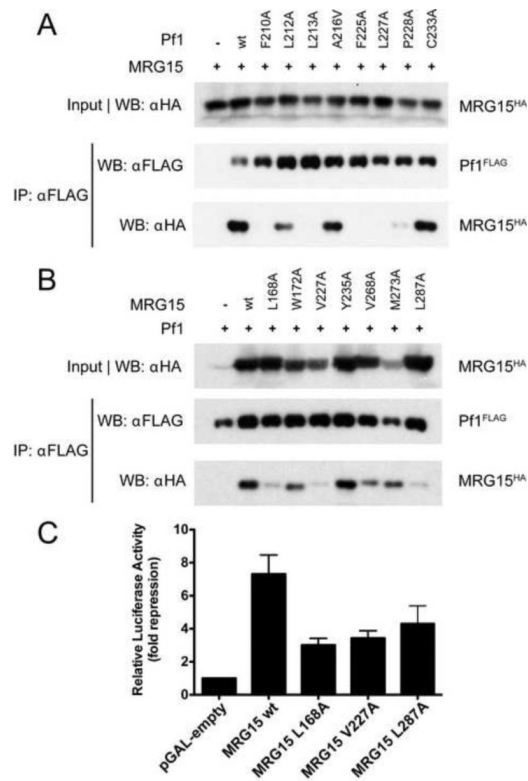 A
Pf1 - wt F210A L212A L213A A216V F225A L227A P228A C233A
MRG15 + + + + + + + + + +
Input | WB: αHA MRG15HA
WB: αFLAG Pf1FLAG
IP: αFLAG
WB: αHA MRG15HA
B
MRG15 - wt L168A W172A V227A Y235A V268A M273A L287A
Pf1 + + + + + + + + +
Input | WB: αHA MRG15HA
WB: αFLAG Pf1FLAG
IP: αFLAG
WB: αHA MRG15HA
C
Relative Luciferase Activity
(fold repression)
10
8
6
4
2
0
pGAL-empty
MRG15 wt
MRG15 L168A
MRG15 V227A
MRG15 L287A